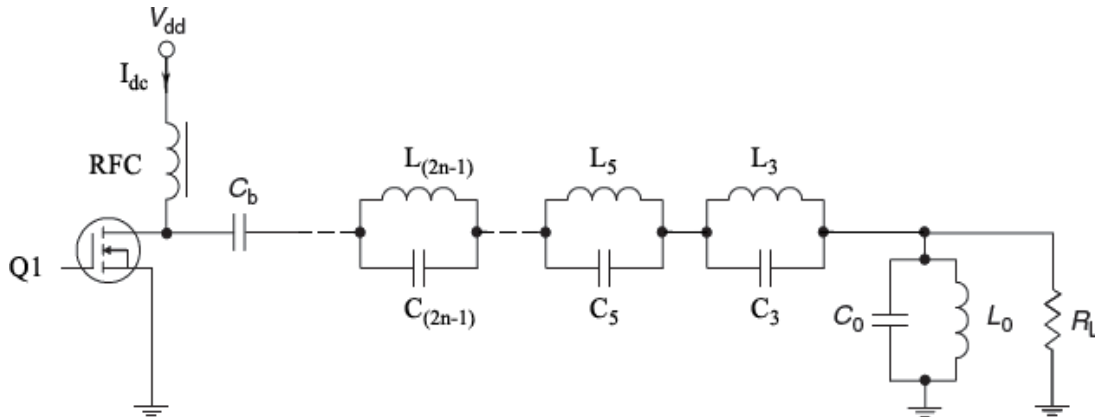 V_dd
I_dc
RFC
C_b
L_(2n-1)
L_5
L_3
Q1
C_(2n-1)
C_5
C_3
C_0
L_0
R_L